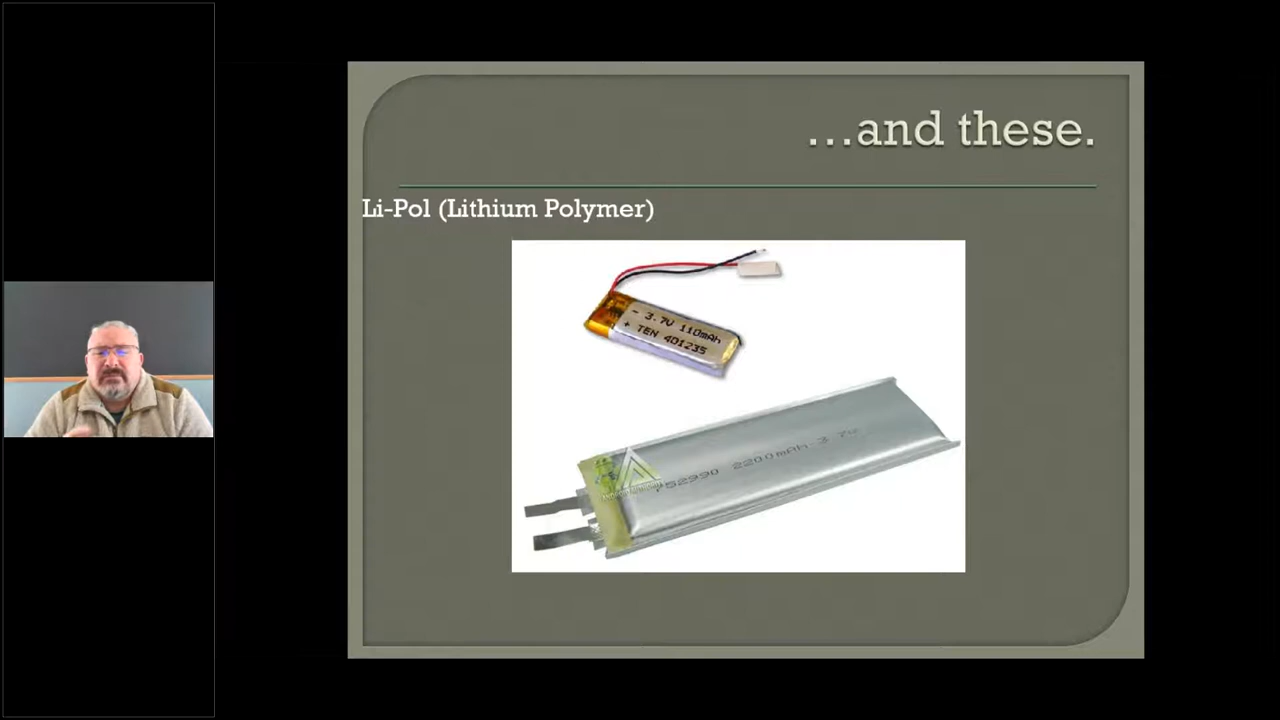 ...and these.
Li-Pol (Lithium Polymer)
- 3.7V 110mAh
+ TEN 401235
752990 2200mAh-3.7V